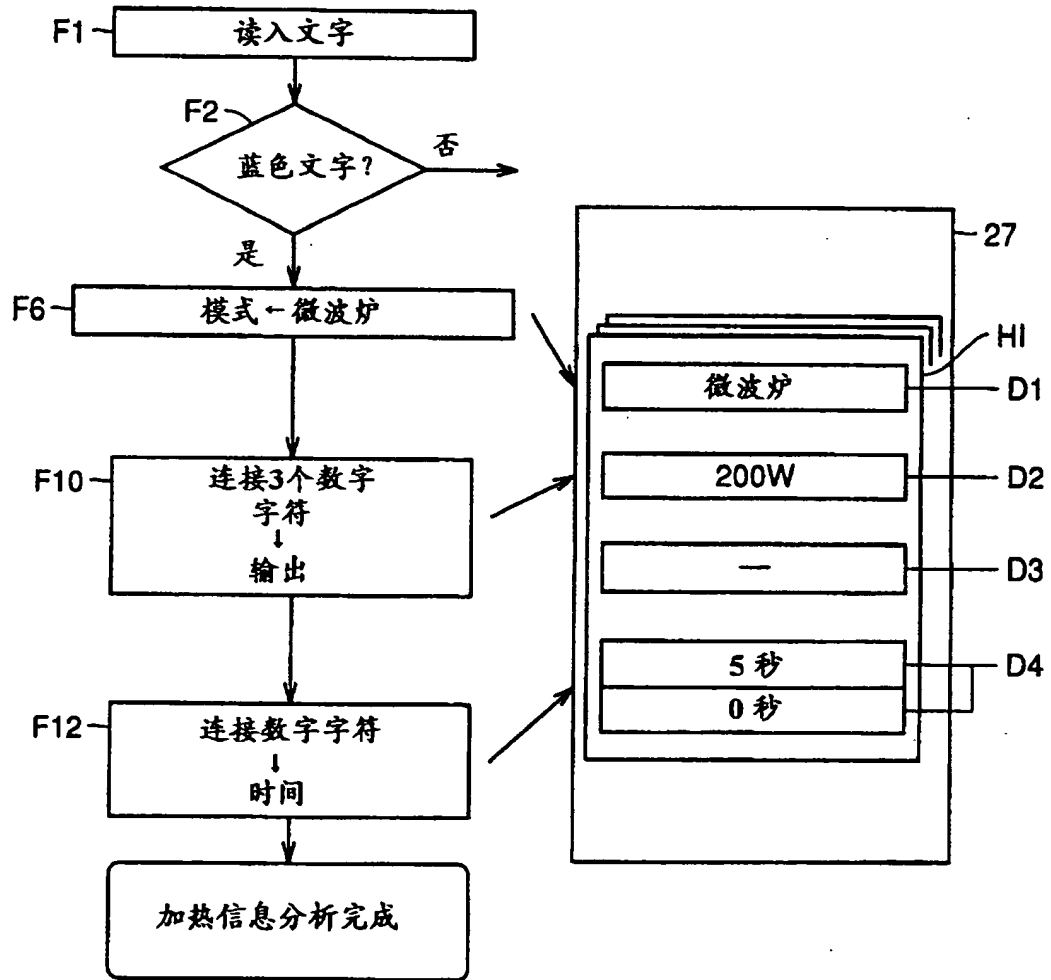 F1
读入文字
F2
蓝色文字?
否
是
F6
模式←微波炉
F10
连接3个数字
字符
↓
输出
F12
连接数字字符
↓
时间
加热信息分析完成
27
HI
微波炉
D1
200W
D2
—
D3
5 秒
D4
0 秒